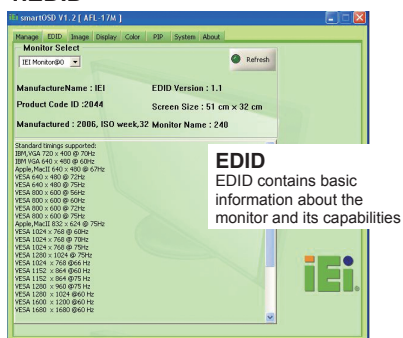 iEi smartOSD V1.2 [ AFL-17M ]
Manage EDID Image Display Color PIP System About
Monitor Select
IEI Monitor@0
Refresh
ManufactureName : IEI
EDID Version : 1.1
Product Code ID :2044
Screen Size : 51 cm × 32 cm
Manufactured : 2006, ISO week,32
Monitor Name : 240
Standard timings supported:
IBM,VGA 720 x 400 @ 70Hz
IBM VGA 640 x 480 @ 60Hz
Apple,MacII 640 x 480 @ 67Hz
VESA 640 x 480 @ 72Hz
VESA 640 x 480 @ 75Hz
VESA 800 x 600 @ 56Hz
VESA 800 x 600 @ 60Hz
VESA 800 x 600 @ 72Hz
VESA 800 x 600 @ 75Hz
Apple,MacII 832 x 624 @ 75Hz
VESA 1024 x 768 @ 60Hz
VESA 1024 x 768 @ 70Hz
VESA 1024 x 768 @ 75Hz
VESA 1280 x 1024 @ 75Hz
VESA 1024 x 768 @66 Hz
VESA 1152 x 864 @60 Hz
VESA 1152 x 864 @75 Hz
VESA 1280 x 960 @75 Hz
VESA 1280 x 1024 @60 Hz
VESA 1600 x 1200 @60 Hz
VESA 1680 x 1680 @60 Hz
EDID
EDID contains basic
information about the
monitor and its capabilities
iEi